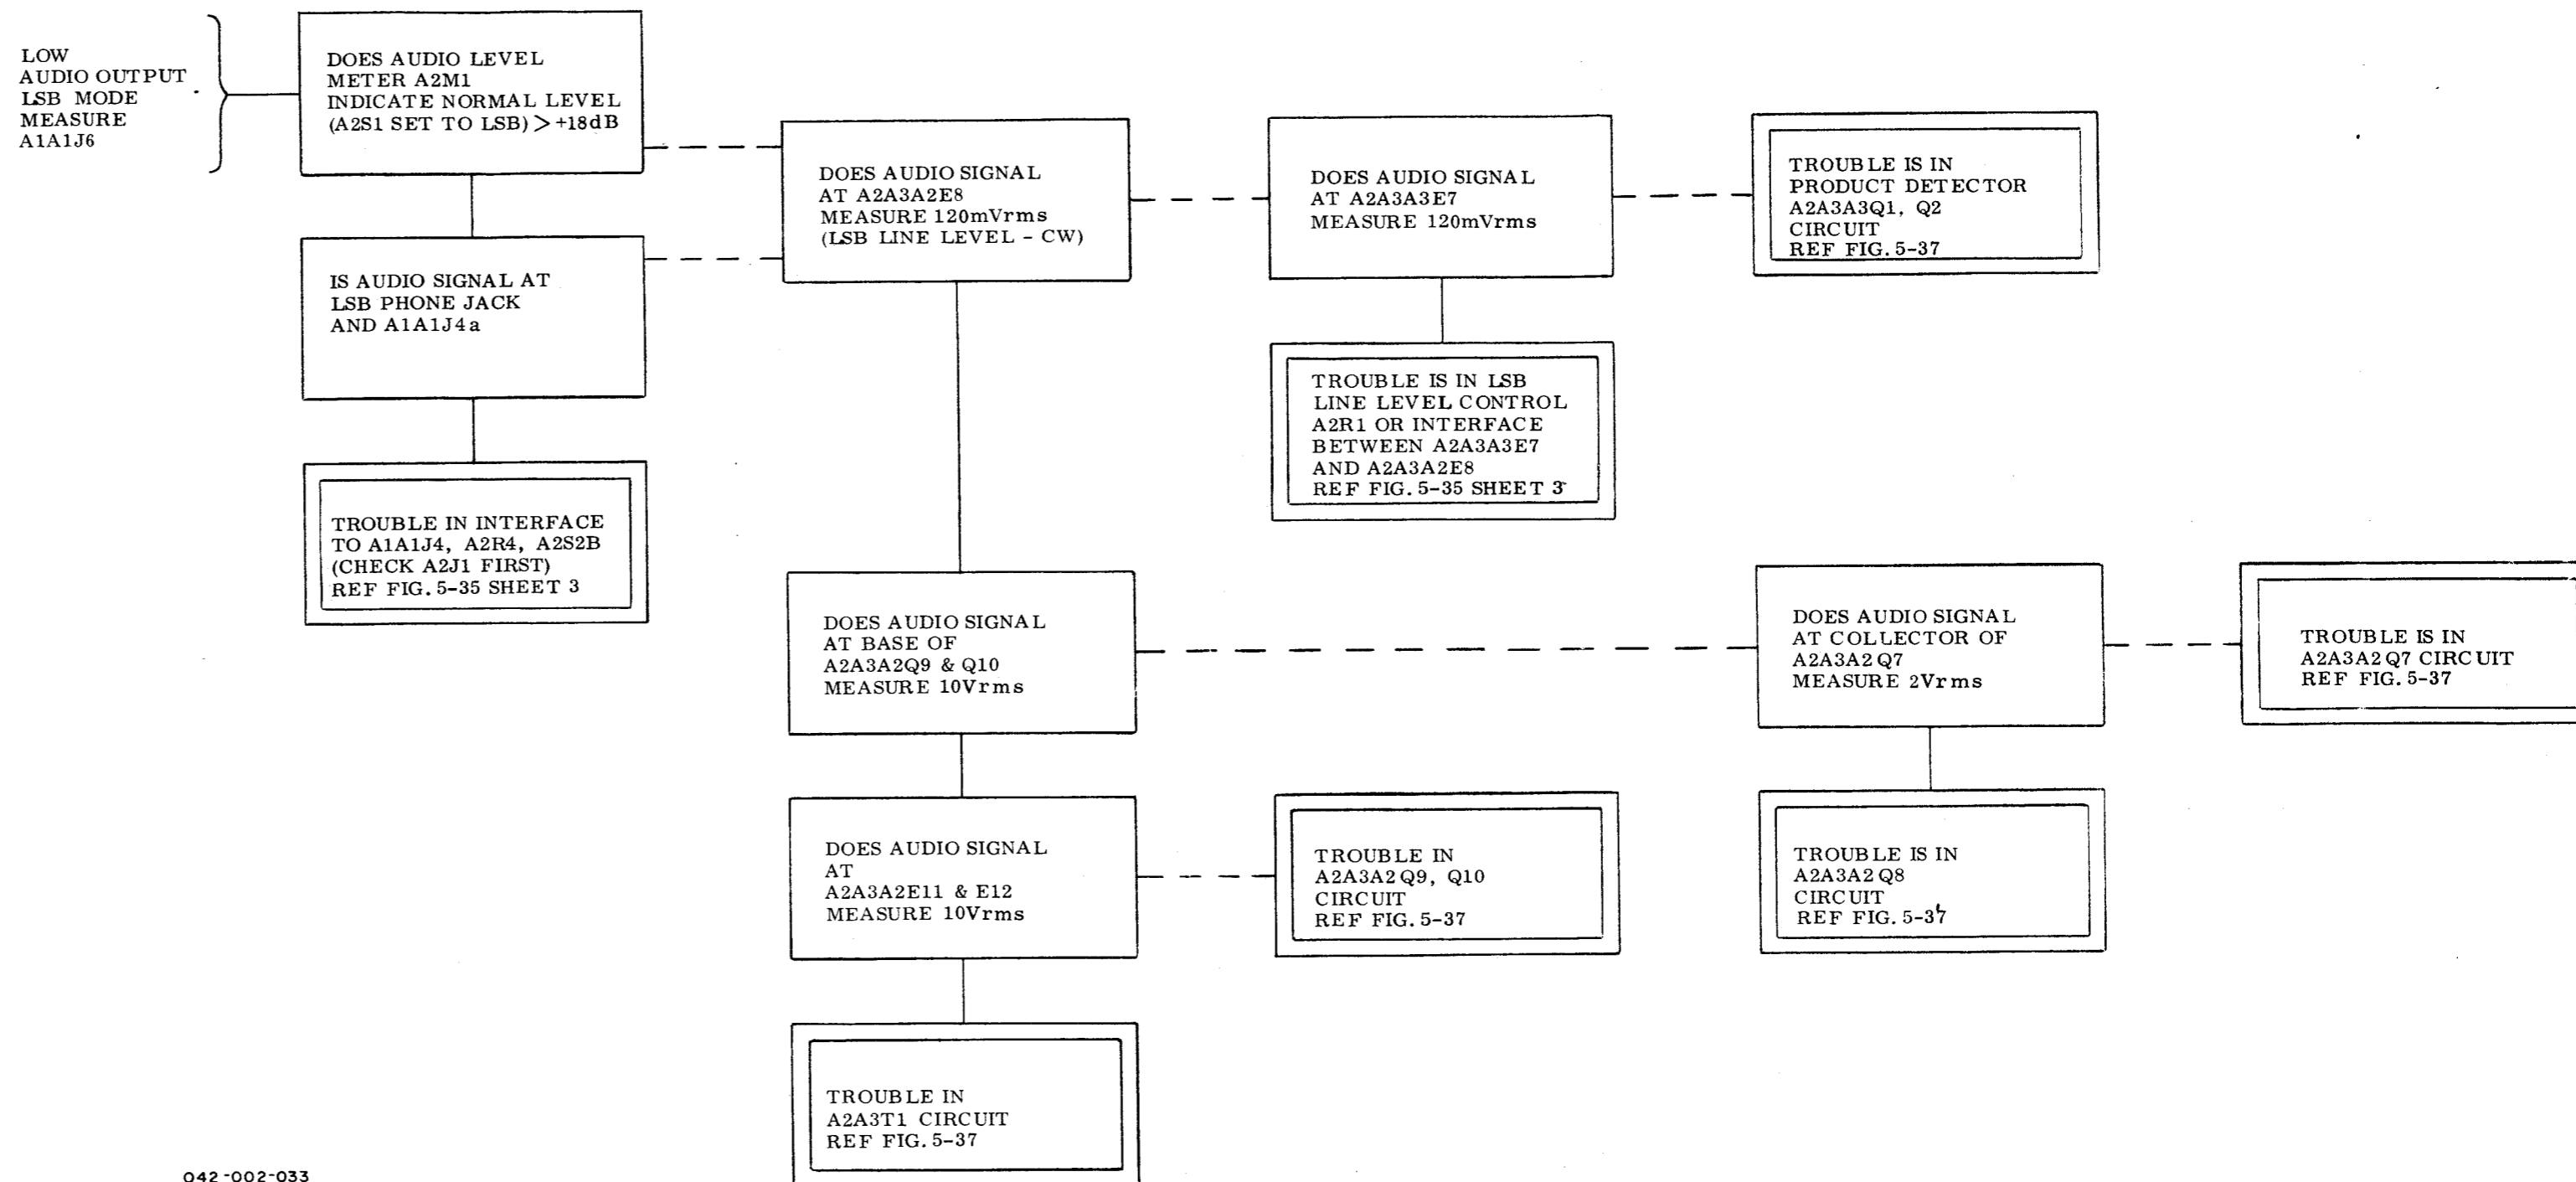 LOW
AUDIO OUTPUT
LSB MODE
MEASURE
A1A1J6
DOES AUDIO LEVEL
METER A2M1
INDICATE NORMAL LEVEL
(A2S1 SET TO LSB) > +18dB
IS AUDIO SIGNAL AT
LSB PHONE JACK
AND A1A1J4a
TROUBLE IN INTERFACE
TO A1A1J4, A2R4, A2S2B
(CHECK A2J1 FIRST)
REF FIG. 5-35 SHEET 3
DOES AUDIO SIGNAL
AT A2A3A2E8
MEASURE 120mVrms
(LSB LINE LEVEL - CW)
DOES AUDIO SIGNAL
AT A2A3A3E7
MEASURE 120mVrms
TROUBLE IS IN
PRODUCT DETECTOR
A2A3A3Q1, Q2
CIRCUIT
REF FIG. 5-37
TROUBLE IS IN LSB
LINE LEVEL CONTROL
A2R1 OR INTERFACE
BETWEEN A2A3A3E7
AND A2A3A2E8
REF FIG. 5-35 SHEET 3
DOES AUDIO SIGNAL
AT BASE OF
A2A3A2Q9 & Q10
MEASURE 10Vrms
DOES AUDIO SIGNAL
AT COLLECTOR OF
A2A3A2Q7
MEASURE 2Vrms
TROUBLE IS IN
A2A3A2Q7 CIRCUIT
REF FIG. 5-37
DOES AUDIO SIGNAL
AT
A2A3A2E11 & E12
MEASURE 10Vrms
TROUBLE IN
A2A3A2Q9, Q10
CIRCUIT
REF FIG. 5-37
TROUBLE IS IN
A2A3A2Q8
CIRCUIT
REF FIG. 5-37
TROUBLE IN
A2A3T1 CIRCUIT
REF FIG. 5-37
042-002-033